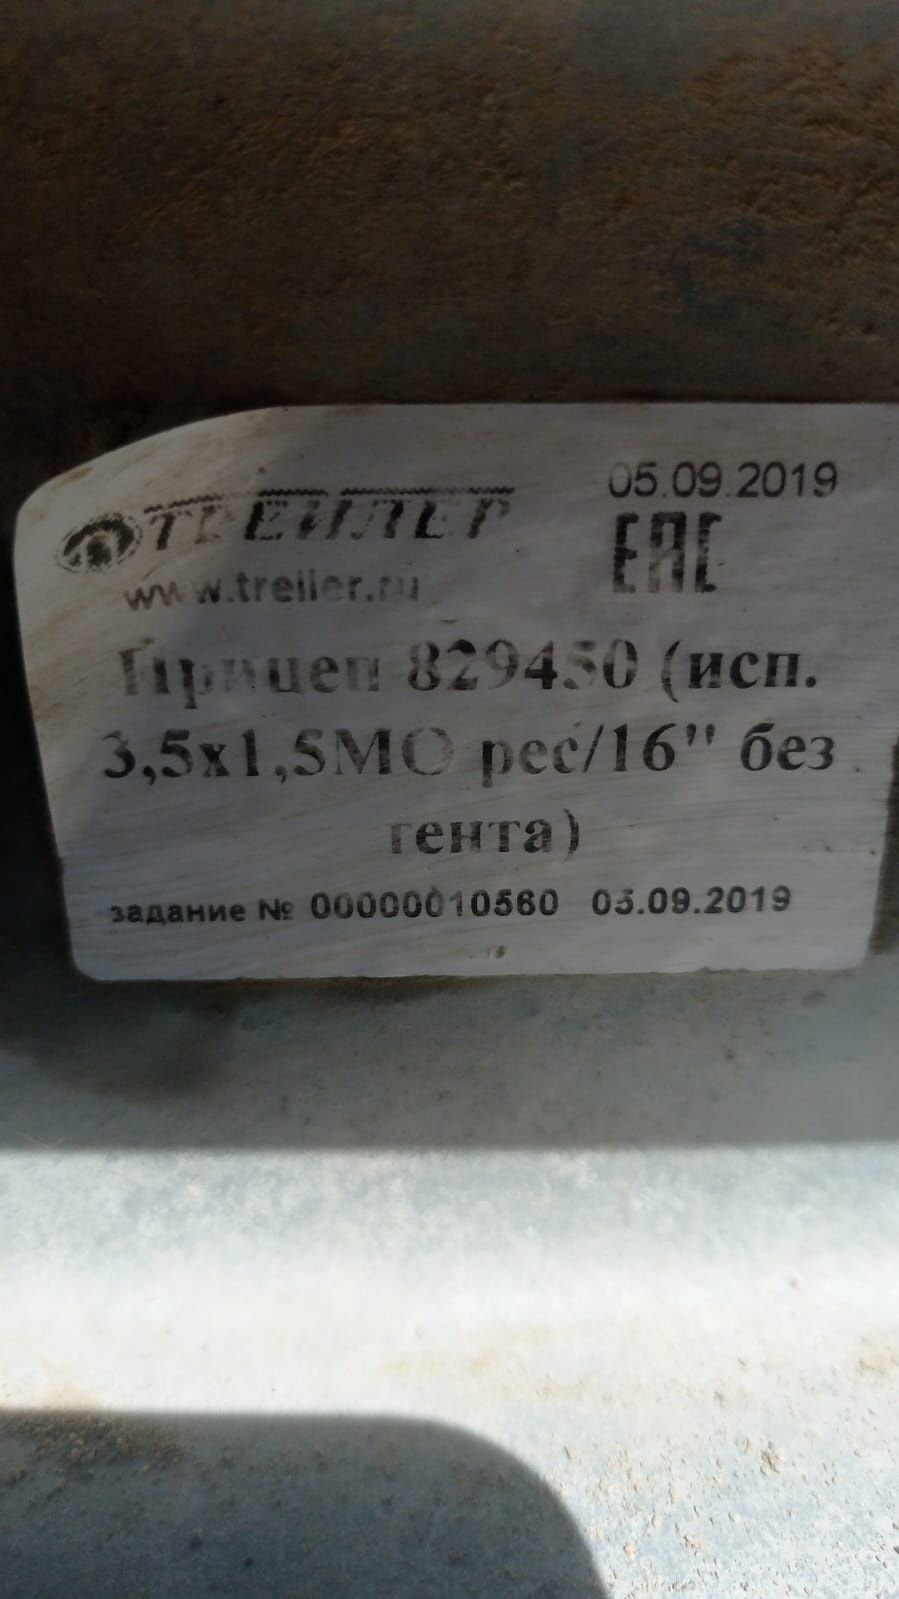 ТРЕЙЛЕР
05.09.2019
www.treiler.ru
ЕАС
Прицеп 829450 (исп.
3,5х1,5МО рес/16" без
тента)
задание № 00000010560 05.09.2019